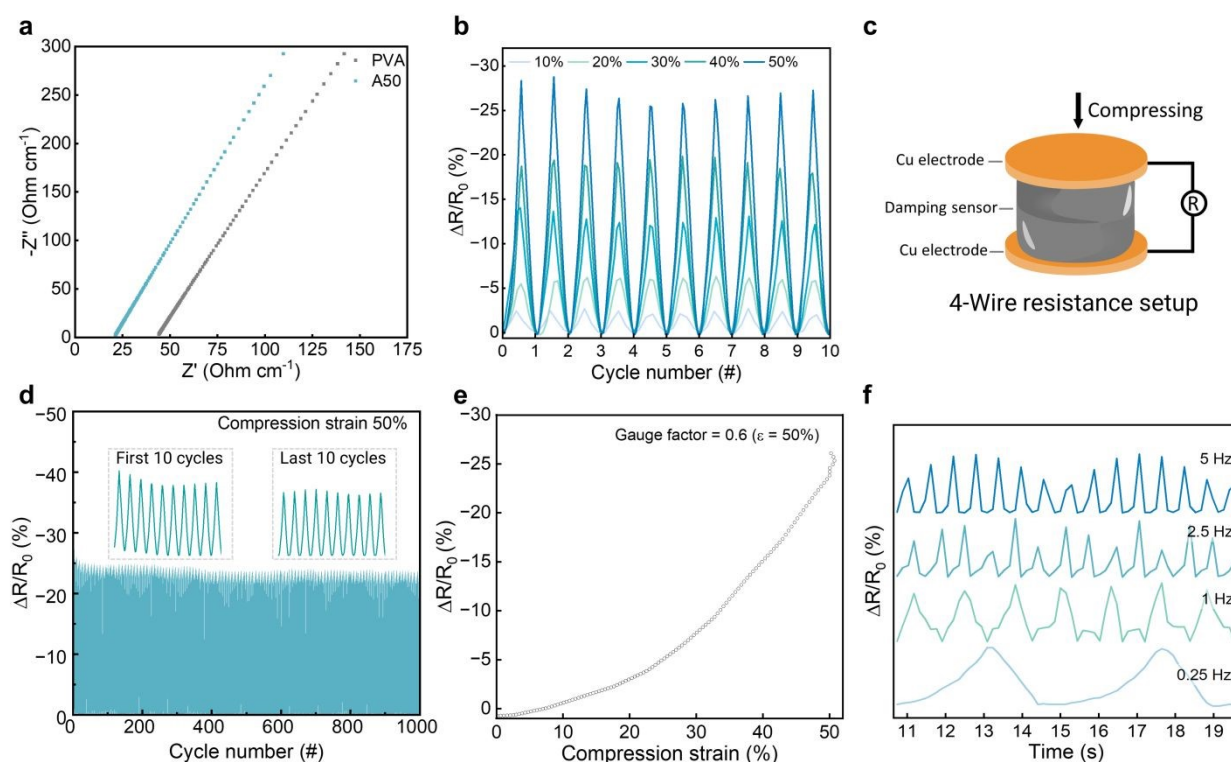 a
-Z'' (Ohm cm⁻¹)
300
250
200
150
100
50
0
0 25 50 75 100 125 150 175
Z' (Ohm cm⁻¹)
PVA
A50
b
ΔR/R₀ (%)
−30
−25
−20
−15
−10
−5
0
10% 20% 30% 40% 50%
0 1 2 3 4 5 6 7 8 9 10
Cycle number (#)
c
Compressing
Cu electrode
Damping sensor
Cu electrode
R
4-Wire resistance setup
d
ΔR/R₀ (%)
−50
−40
−30
−20
−10
0
Compression strain 50%
First 10 cycles
Last 10 cycles
0 200 400 600 800 1000
Cycle number (#)
e
ΔR/R₀ (%)
−30
−25
−20
−15
−10
−5
0
Gauge factor = 0.6 (ε = 50%)
0 10 20 30 40 50
Compression strain (%)
f
ΔR/R₀ (%)
5 Hz
2.5 Hz
1 Hz
0.25 Hz
11 12 13 14 15 16 17 18 19
Time (s)